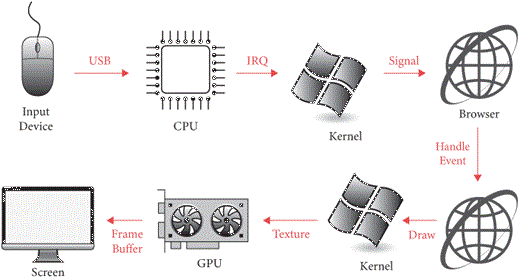 USB
IRQ
Signal
Input
Device
CPU
Kernel
Browser
Handle
Event
Draw
Kernel
Texture
GPU
Frame
Buffer
Screen